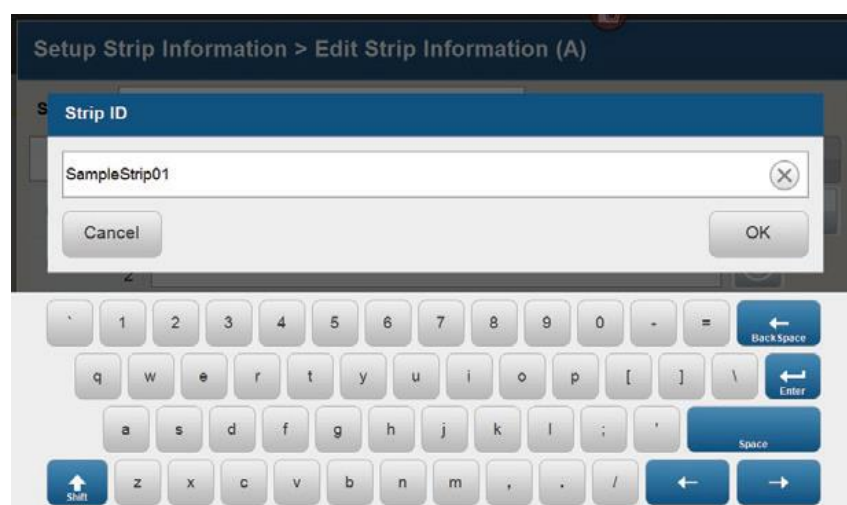 Setup Strip Information > Edit Strip Information (A)
S
Strip ID
SampleStrip01
Cancel
OK
2
` 1 2 3 4 5 6 7 8 9 0 - = BackSpace
q w e r t y u i o p [ ] \ Enter
a s d f g h j k l ; ' Space
Shift z x c v b n m , . /